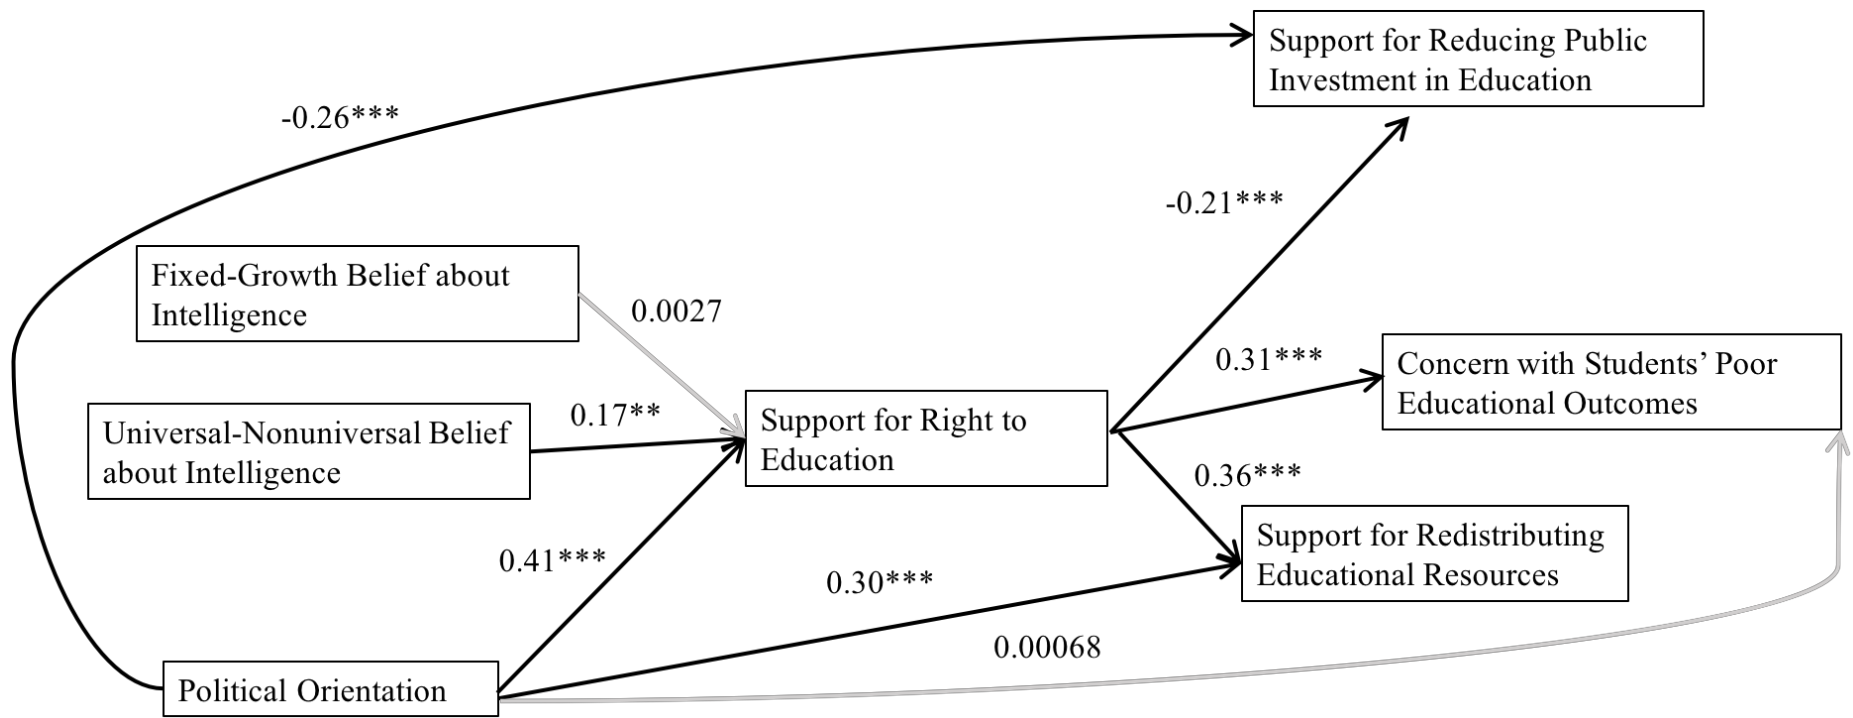 Support for Reducing Public
Investment in Education
-0.26***
-0.21***
Fixed-Growth Belief about
Intelligence
0.0027
0.31***
Concern with Students’ Poor
Educational Outcomes
Universal-Nonuniversal Belief
about Intelligence
0.17**
Support for Right to
Education
0.36***
0.41***
Support for Redistributing
Educational Resources
0.30***
0.00068
Political Orientation